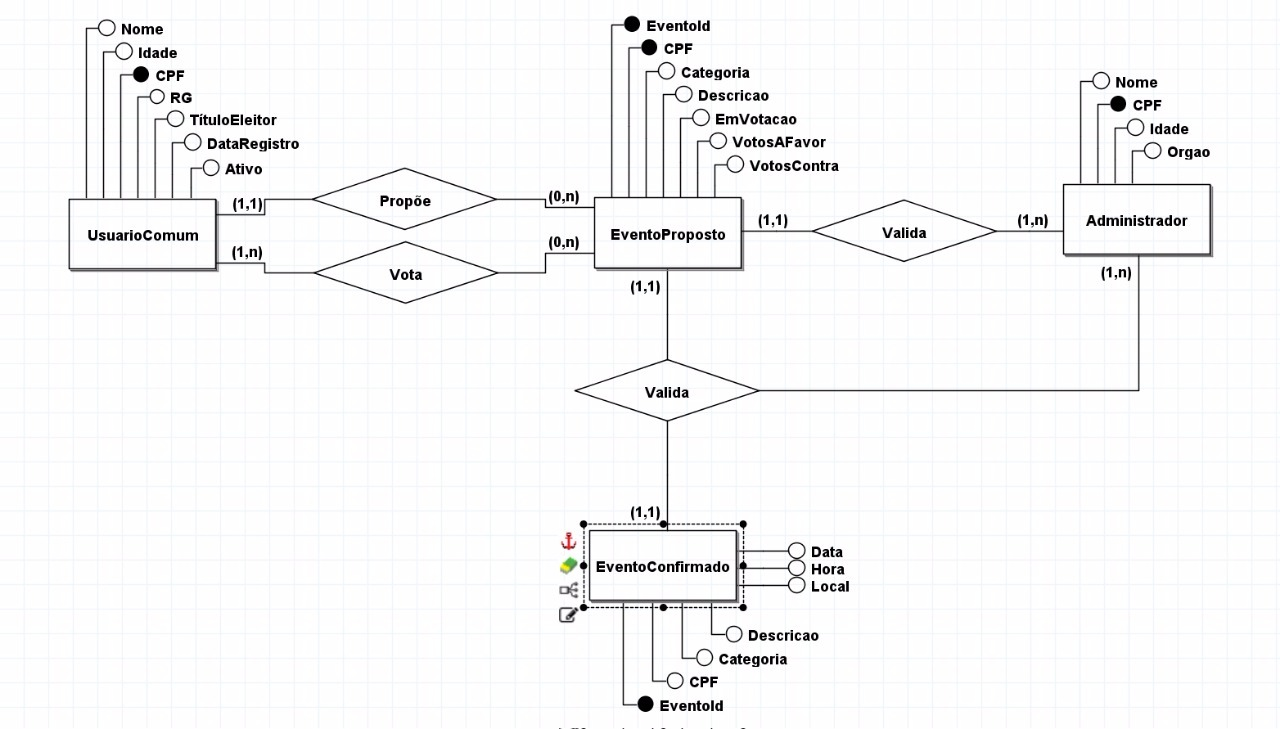 Nome
Idade
CPF
RG
TítuloEleitor
DataRegistro
Ativo
UsuarioComum
(1,1)
Propõe
(0,n)
(1,n)
Vota
(0,n)
EventoId
CPF
Categoria
Descricao
EmVotacao
VotosAFavor
VotosContra
EventoProposto
(1,1)
Valida
(1,n)
Nome
CPF
Idade
Orgao
Administrador
(1,n)
(1,1)
Valida
(1,1)
EventoConfirmado
Data
Hora
Local
Descricao
Categoria
CPF
EventoId